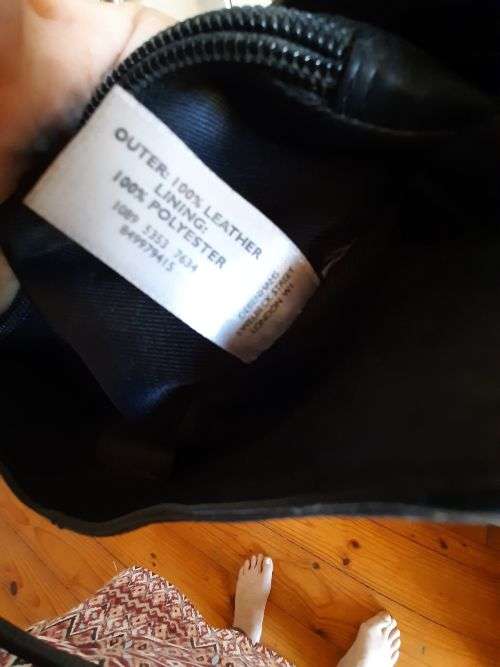 OUTER: 100% LEATHER
LINING:
100% POLYESTER
1089 5353 7634
849979415
LONDON W1